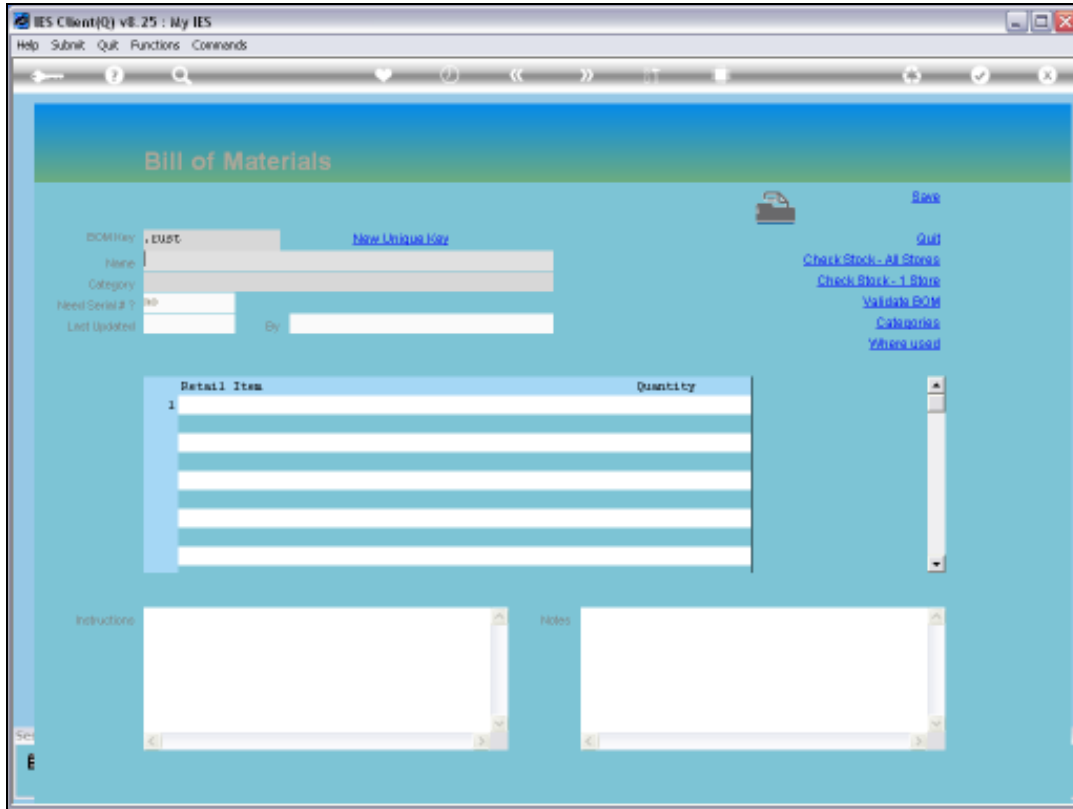 IES Client(Q) v8.25 : My IES
Help Submit Quit Functions Commands
Bill of Materials
Save
BOM Key .rust New Unique Key Quit
Name Check Stock - All Stores
Category Check Stock - 1 Store
Need Serial # ? no Validate BOM
Last Updated By Categories
Where used
Retail Item Quantity
1
Instructions Notes